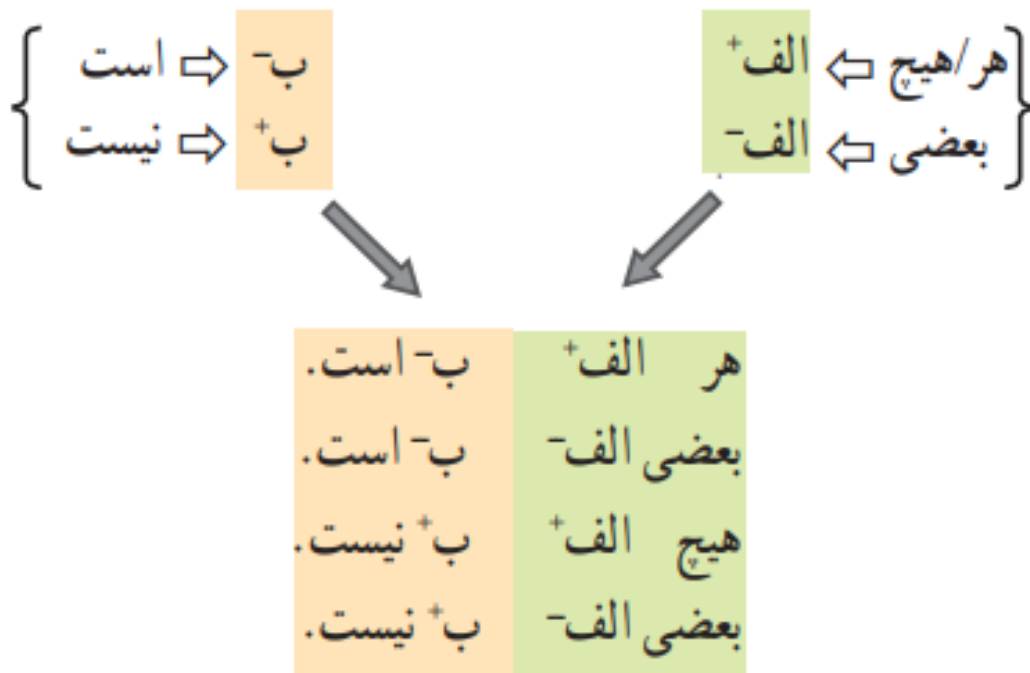 هر/هیچ ⇦ الف⁺
بعضی ⇦ الف⁻
ب⁻ ⇨ است
ب⁺ ⇨ نیست
هر الف⁺ ب⁻ است.
بعضی الف⁻ ب⁻ است.
هیچ الف⁺ ب⁺ نیست.
بعضی الف⁻ ب⁺ نیست.